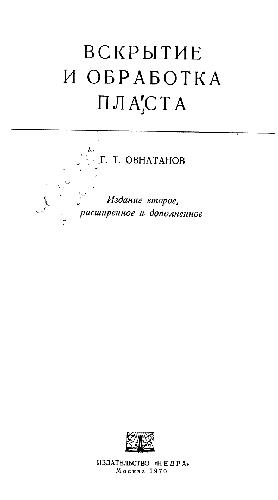 ВСКРЫТИЕ
И ОБРАБОТКА
ПЛАСТА
Г. Т. ОВНАТАНОВ
Издание второе,
расширенное и дополненное
ИЗДАТЕЛЬСТВО «НЕДРА»
Москва 1970